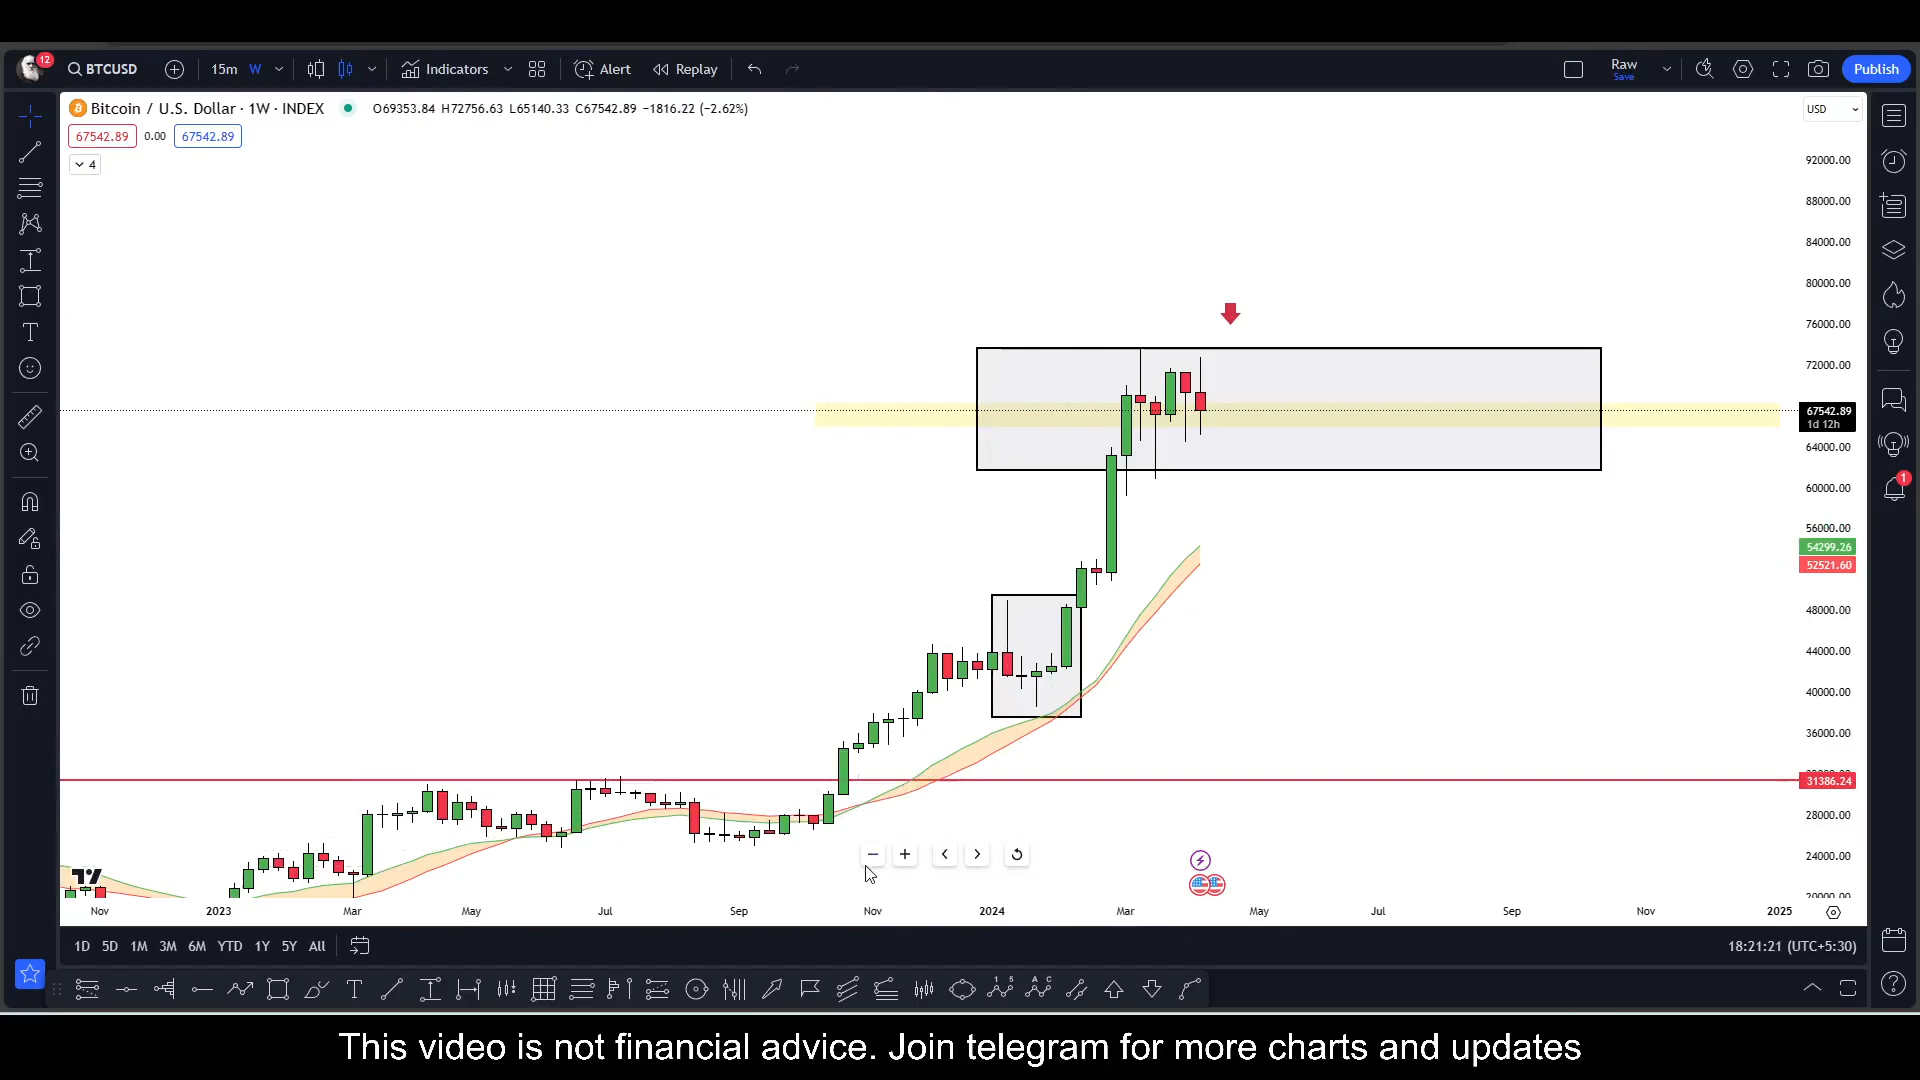 12
BTCUSD
15m W
Indicators
Alert
Replay
Raw
Save
Publish
Bitcoin / U.S. Dollar · 1W · INDEX
O69353.84 H72756.63 L65140.33 C67542.89 −1816.22 (−2.62%)
USD
67542.89 0.00 67542.89
4
92000.00
88000.00
84000.00
80000.00
76000.00
72000.00
67542.89
1d 12h
64000.00
60000.00
56000.00
54299.26
52521.60
48000.00
44000.00
40000.00
36000.00
31386.24
28000.00
24000.00
20000.00
1
Nov 2023 Mar May Jul Sep Nov 2024 Mar May Jul Sep Nov 2025
1D 5D 1M 3M 6M YTD 1Y 5Y All
18:21:21 (UTC+5:30)
This video is not financial advice. Join telegram for more charts and updates